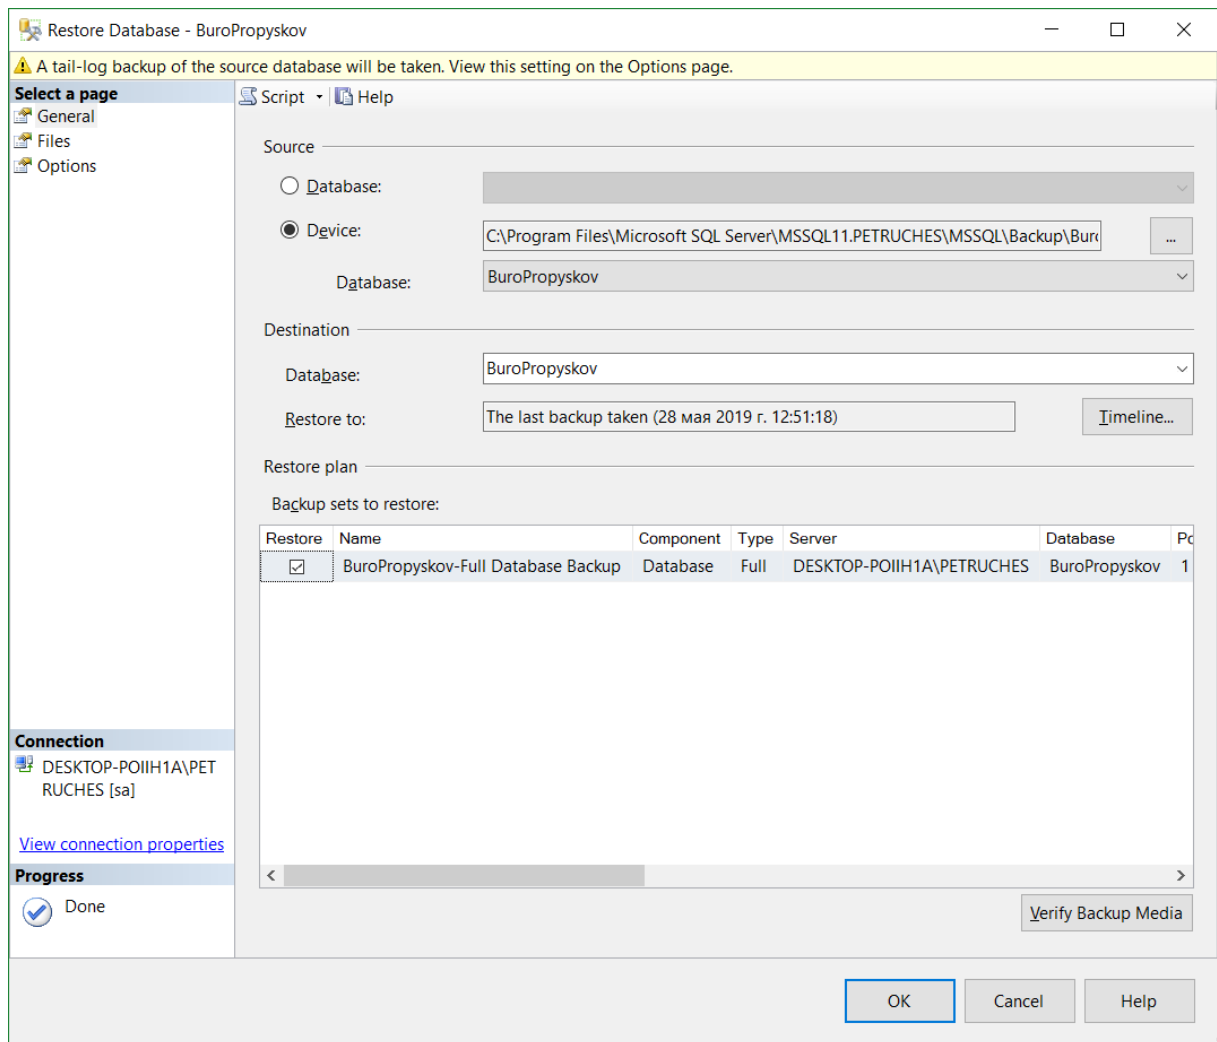 Restore Database - BuroPropyskov
A tail-log backup of the source database will be taken. View this setting on the Options page.
Select a page
General
Files
Options
Script
Help
Source
Database:
Device:
C:\Program Files\Microsoft SQL Server\MSSQL11.PETRUCHES\MSSQL\Backup\Bur
...
Database:
BuroPropyskov
Destination
Database:
BuroPropyskov
Restore to:
The last backup taken (28 мая 2019 г. 12:51:18)
Timeline...
Restore plan
Backup sets to restore:
Restore Name Component Type Server Database Po
BuroPropyskov-Full Database Backup Database Full DESKTOP-POIIH1A\PETRUCHES BuroPropyskov 1
Connection
DESKTOP-POIIH1A\PET
RUCHES [sa]
View connection properties
Progress
Done
Verify Backup Media
OK
Cancel
Help